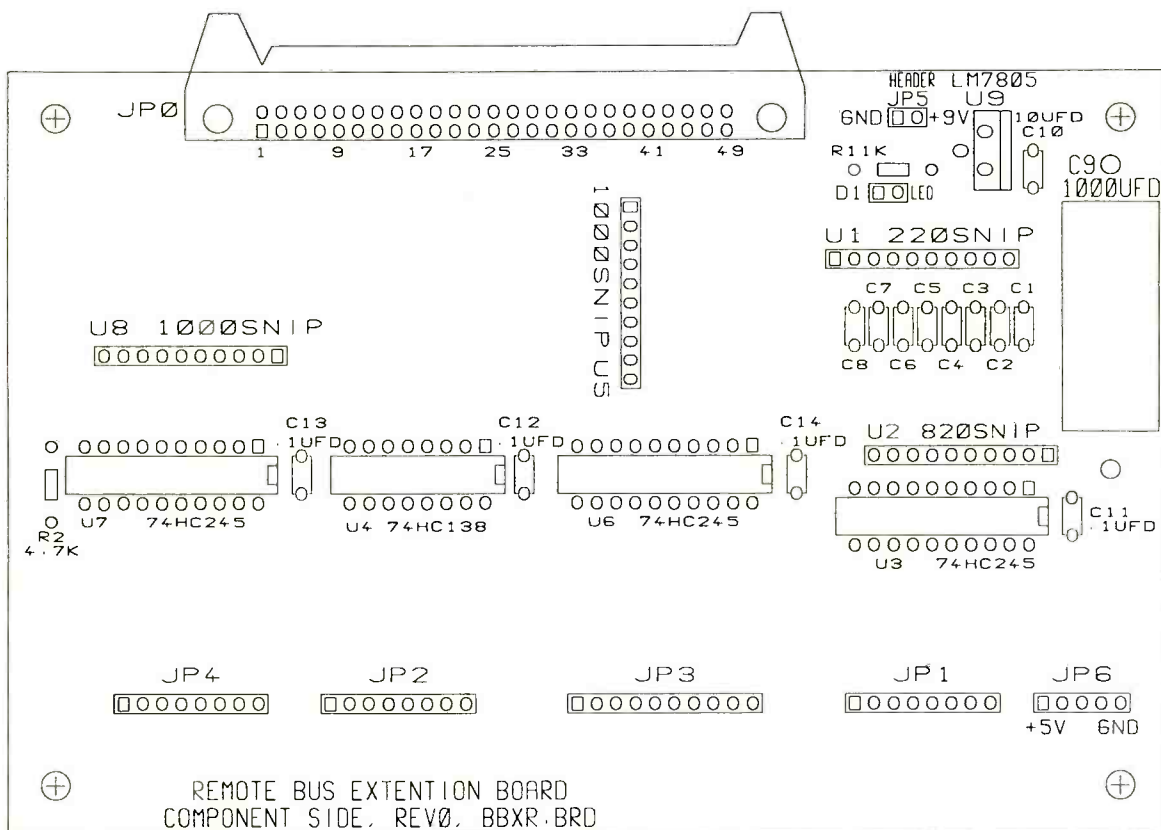 HEADER LM7805
JP5 U9
JP0
GND +9V
10UFD
C10
1 9 17 25 33 41 49
R1 1K
C9
1000UFD
D1 LED
1000SNIP U5
U1 220SNIP
C7 C5 C3 C1
U8 1000SNIP
C8 C6 C4 C2
C13
.1UFD
C12
.1UFD
C14
.1UFD
U2 820SNIP
U7 74HC245
U4 74HC138
U6 74HC245
C11
.1UFD
R2
4.7K
U3 74HC245
JP4 JP2 JP3 JP1 JP6
+5V GND
REMOTE BUS EXTENTION BOARD
COMPONENT SIDE, REV0, BBXR.BRD